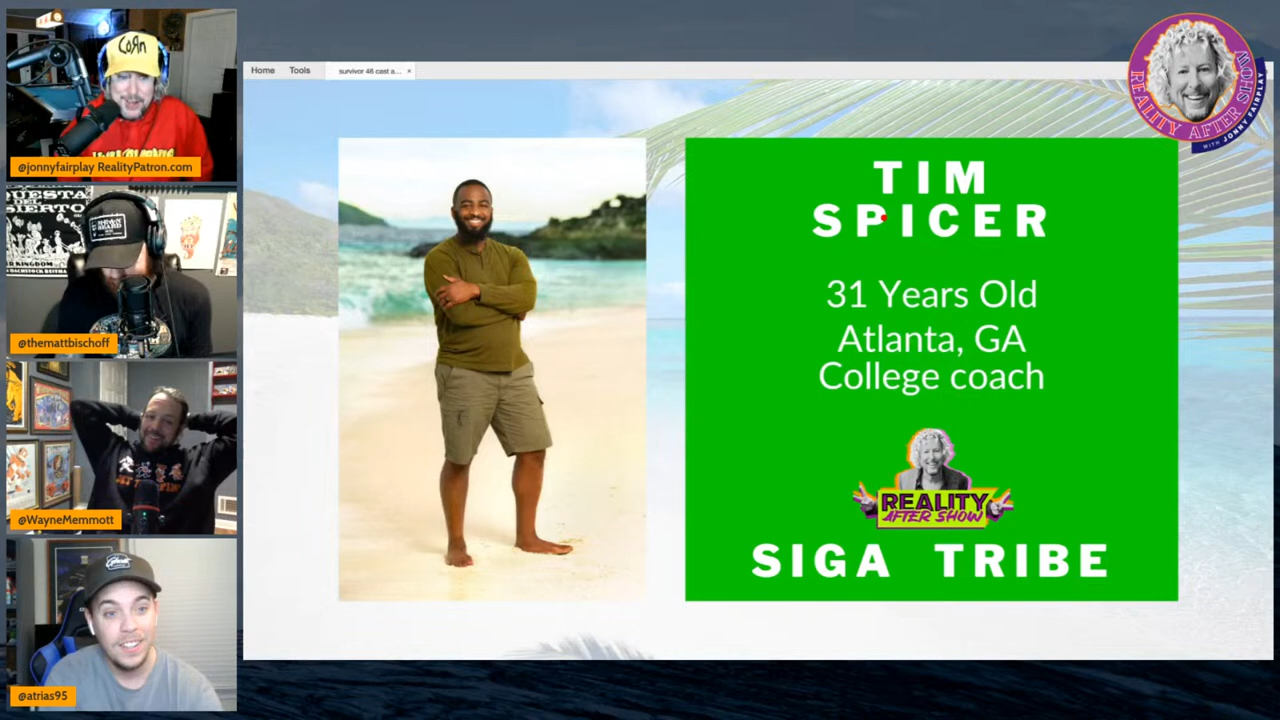 CoRn
@jonnyfairplay RealityPatron.com
@themattbischoff
@WayneMemmott
@atrias95
Home Tools survivor 46 cast a... ×
REALITY AFTER SHOW
WITH JONNY FAIRPLAY
TIM
SPICER
31 Years Old
Atlanta, GA
College coach
REALITY
AFTER SHOW
SIGA TRIBE